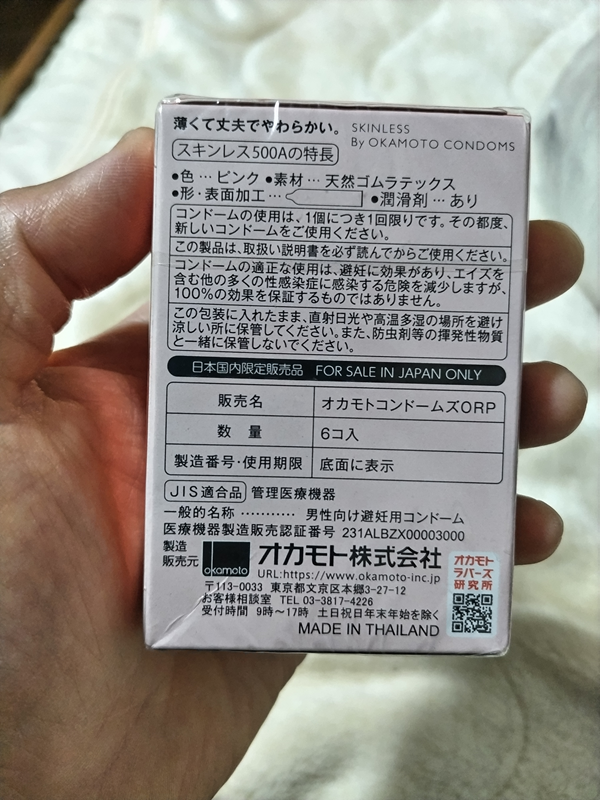 薄くて丈夫でやわらかい。 SKINLESS
By OKAMOTO CONDOMS
スキンレス500Aの特長
●色…ピンク ●素材…天然ゴムラテックス
●形・表面加工… ●潤滑剤…あり
コンドームの使用は、1個につき1回限りです。その都度、
新しいコンドームをご使用ください。
この製品は、取扱い説明書を必ず読んでからご使用ください。
コンドームの適正な使用は、避妊に効果があり、エイズを
含む他の多くの性感染症に感染する危険を減少しますが、
100%の効果を保証するものではありません。
この包装に入れたまま、直射日光や高温多湿の場所を避け
涼しい所に保管してください。また、防虫剤等の揮発性物質
と一緒に保管しないでください。
日本国内限定販売品 FOR SALE IN JAPAN ONLY
販売名 オカモトコンドームズORP
数 量 6コ入
製造番号・使用期限 底面に表示
JIS適合品 管理医療機器
一般的名称………… 男性向け避妊用コンドーム
医療機器製造販売認証番号 231ALBZX00003000
製造
販売元 okamoto オカモト株式会社
URL:https://www.okamoto-inc.jp
〒113-0033 東京都文京区本郷3-27-12
お客様相談室 TEL 03-3817-4226
受付時間 9時〜17時 土日祝日年末年始を除く
MADE IN THAILAND
オカモト
ラバーズ
研究所